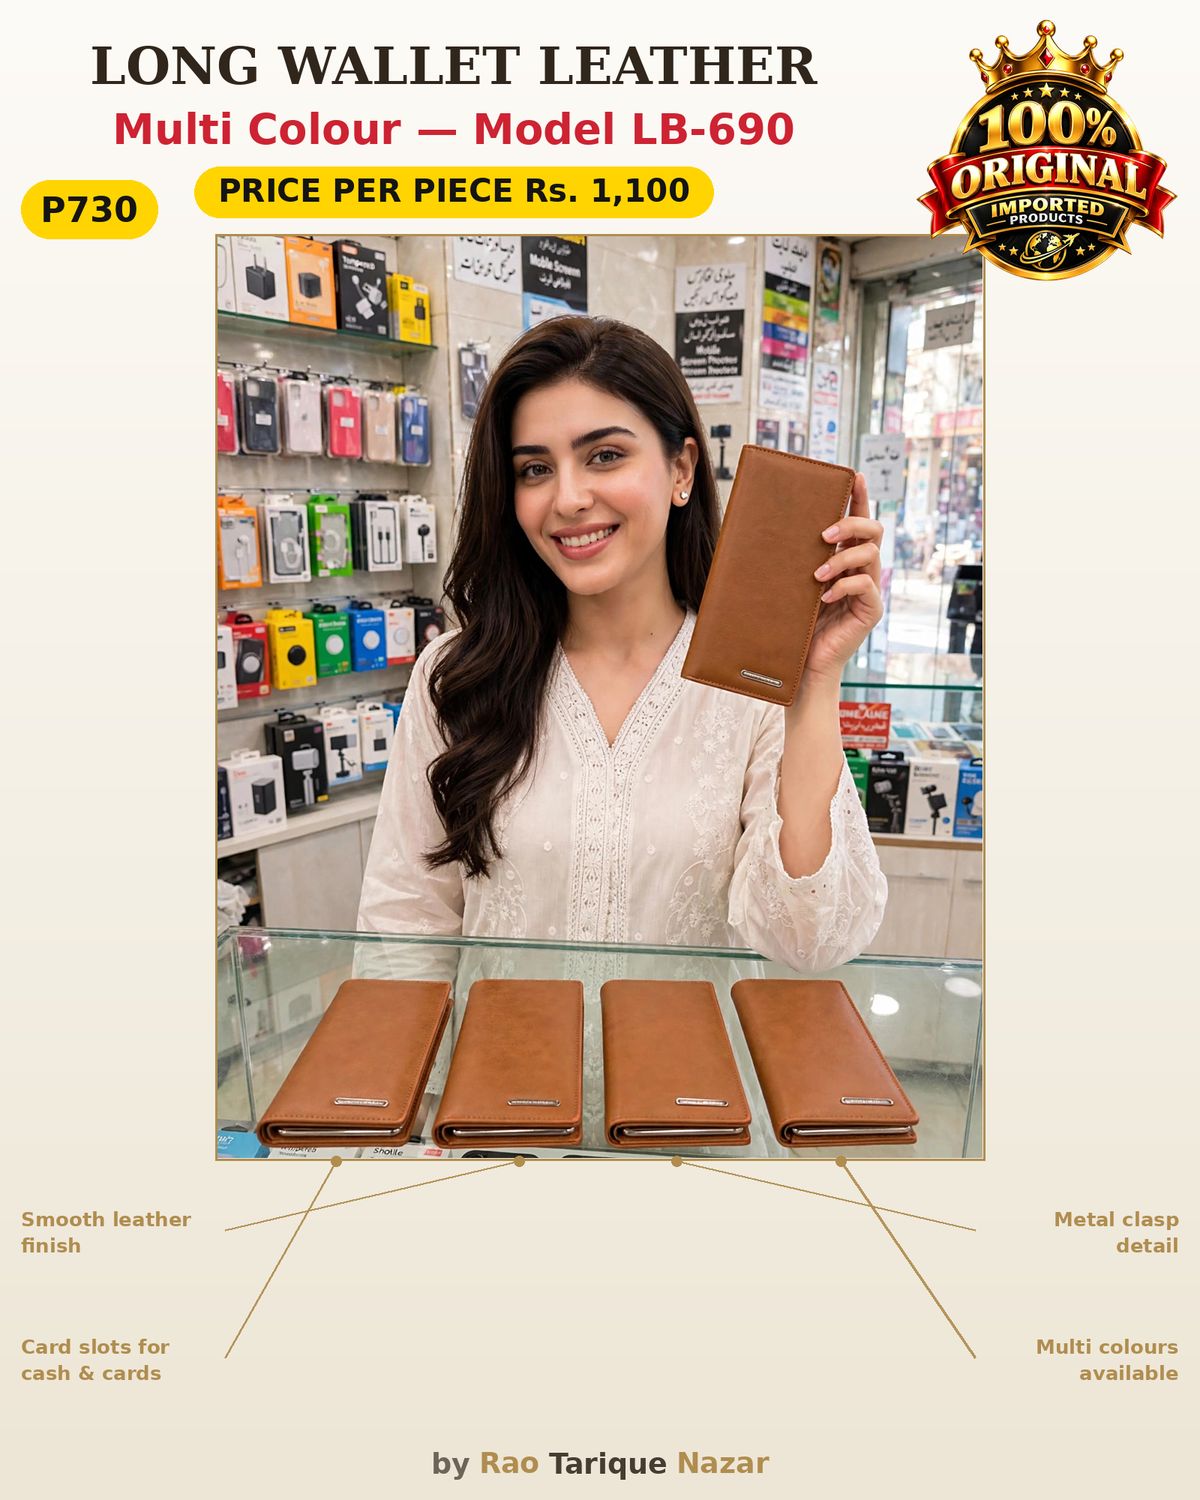 LONG WALLET LEATHER
Multi Colour — Model LB-690
P730
PRICE PER PIECE Rs. 1,100
100%
ORIGINAL
IMPORTED
PRODUCTS
Smooth leather
finish
Metal clasp
detail
Card slots for
cash & cards
Multi colours
available
by Rao Tarique Nazar